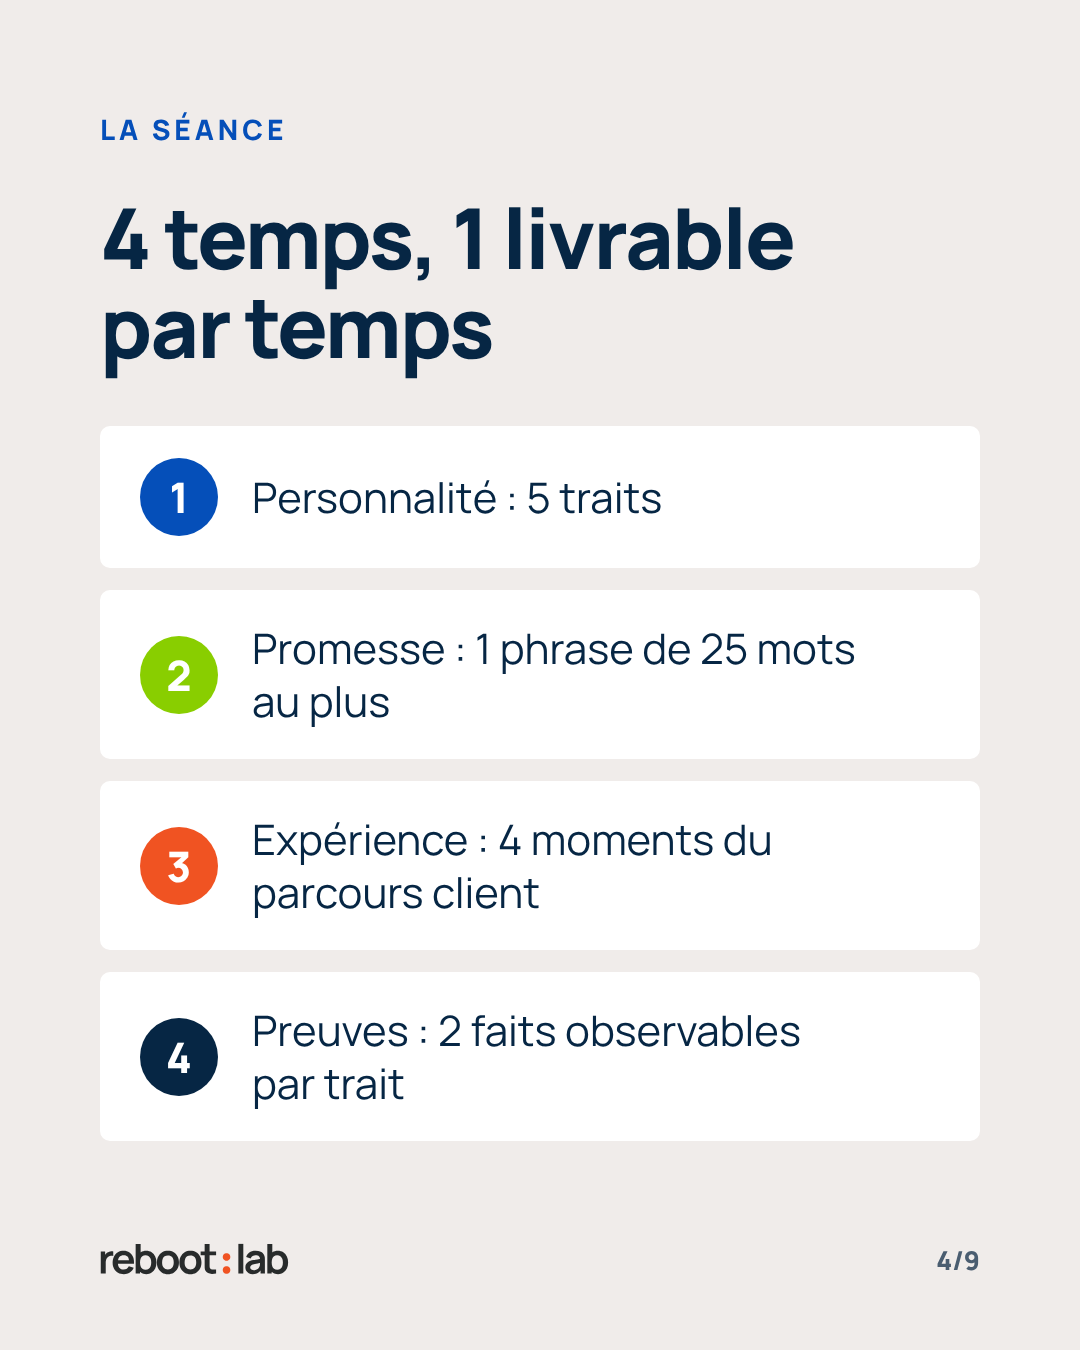 LA SÉANCE
4 temps, 1 livrable
par temps
1
Personnalité : 5 traits
2
Promesse : 1 phrase de 25 mots
au plus
3
Expérience : 4 moments du
parcours client
4
Preuves : 2 faits observables
par trait
reboot:lab
4/9